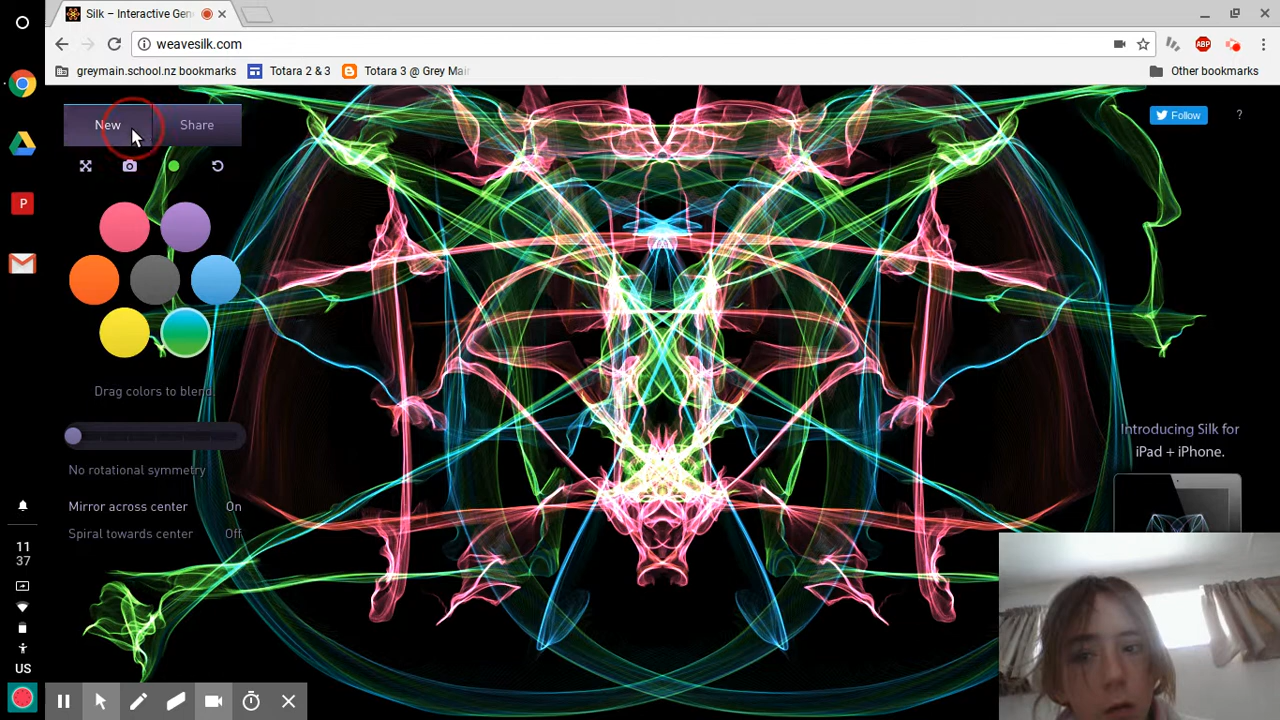 Silk – Interactive Gen
weavesilk.com
ABP
greymain.school.nz bookmarks
Totara 2 & 3
Totara 3 @ Grey Main
Other bookmarks
New
Share
Follow
?
P
Drag colors to blend.
No rotational symmetry
Mirror across center On
Spiral towards center Off
Introducing Silk for
iPad + iPhone.
11
37
US